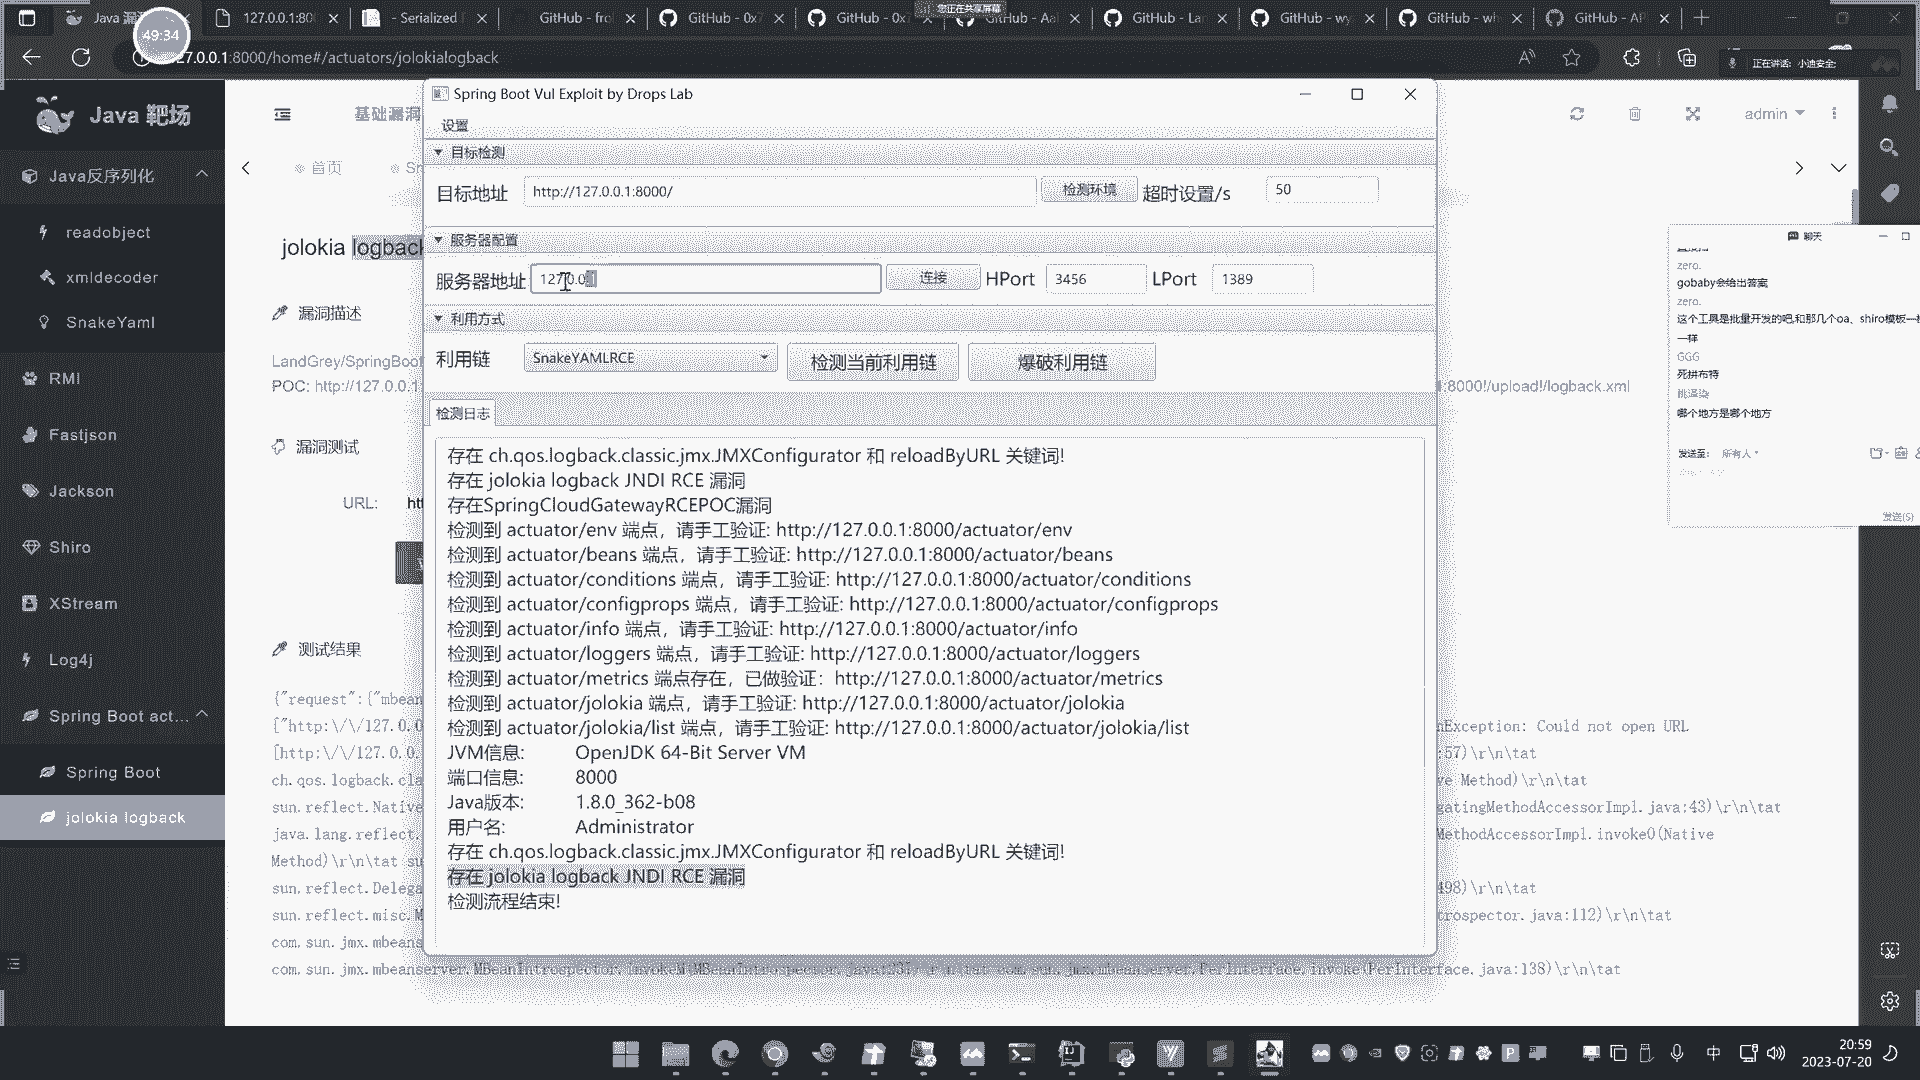 Java 漏
127.0.0.1:80
- Serialized F
GitHub - fro
GitHub - 0x7
GitHub - 0x7
您正在共享屏幕
GitHub - Aal
GitHub - Lar
GitHub - wy
GitHub - wh
GitHub - AP
49:34
27.0.0.1:8000/home#/actuators/jolokialogback
正在讲话: 小迪安全;
Java 靶场
Java反序列化
readobject
xmldecoder
SnakeYaml
RMI
Fastjson
Jackson
Shiro
XStream
Log4j
Spring Boot act...
Spring Boot
jolokia logback
基础漏洞
admin
首页
Sn
jolokia logback
漏洞描述
LandGrey/SpringBoot
POC: http://127.0.0.1
:8000!/upload!/logback.xml
漏洞测试
URL:
htt
测试结果
{"request":{"mbean
{"http:\/\/127.0.0
nException: Could not open URL
[http:\/\/127.0.0.
:57)\r\n\tat
ch.qos.logback.cla
ve Method)\r\n\tat
sun.reflect.Native
gatingMethodAccessorImpl.java:43)\r\n\tat
java.lang.reflect.
MethodAccessorImpl.invoke0(Native
Method)\r\n\tat su
sun.reflect.Delega
498)\r\n\tat
sun.reflect.misc.M
trospector.java:112)\r\n\tat
com.sun.jmx.mbeans
com.sun.jmx.mbeanserver.MBeanIntrospector.invokeM(MBeanIntrospector.java:237)\r\n\tat com.sun.jmx.mbeanserver.PerInterface.invoke(PerInterface.java:138)\r\n\tat
Spring Boot Vul Exploit by Drops Lab
设置
目标检测
目标地址 http://127.0.0.1:8000/ 检测环境 超时设置/s 50
服务器配置
服务器地址 127.0.0.1 连接 HPort 3456 LPort 1389
利用方式
利用链 SnakeYAMLRCE 检测当前利用链 爆破利用链
检测日志
存在 ch.qos.logback.classic.jmx.JMXConfigurator 和 reloadByURL 关键词!
存在 jolokia logback JNDI RCE 漏洞
存在SpringCloudGatewayRCEPOC漏洞
检测到 actuator/env 端点，请手工验证: http://127.0.0.1:8000/actuator/env
检测到 actuator/beans 端点，请手工验证: http://127.0.0.1:8000/actuator/beans
检测到 actuator/conditions 端点，请手工验证: http://127.0.0.1:8000/actuator/conditions
检测到 actuator/configprops 端点，请手工验证: http://127.0.0.1:8000/actuator/configprops
检测到 actuator/info 端点，请手工验证: http://127.0.0.1:8000/actuator/info
检测到 actuator/loggers 端点，请手工验证: http://127.0.0.1:8000/actuator/loggers
检测到 actuator/metrics 端点存在，已做验证: http://127.0.0.1:8000/actuator/metrics
检测到 actuator/jolokia 端点，请手工验证: http://127.0.0.1:8000/actuator/jolokia
检测到 actuator/jolokia/list 端点，请手工验证: http://127.0.0.1:8000/actuator/jolokia/list
JVM信息: OpenJDK 64-Bit Server VM
端口信息: 8000
Java版本: 1.8.0_362-b08
用户名: Administrator
存在 ch.qos.logback.classic.jmx.JMXConfigurator 和 reloadByURL 关键词!
存在 jolokia logback JNDI RCE 漏洞
检测流程结束!
聊天
zero.
gobaby会给出答案
zero.
这个工具是批量开发的吧,和那几个oa、shiro模板一
一样
GGG
死拼布特
哪个地方是哪个地方
发送至: 所有人
发送(S)
中
20:59
2023-07-20